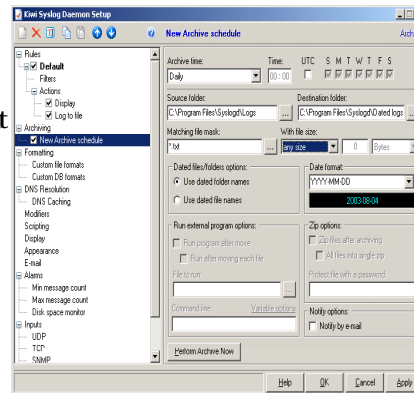 Kiwi Syslog Daemon Setup
New Archive schedule
Arch
Rules
Default
Filters
Actions
Display
Log to file
Archiving
New Archive schedule
Formatting
Custom file formats
Custom DB formats
DNS Resolution
DNS Caching
Modifiers
Scripting
Display
Appearance
E-mail
Alarms
Min message count
Max message count
Disk space monitor
Inputs
UDP
TCP
SNMP
t
Archive time: Time: UTC S M T W T F S
Daily 00:00
Source folder: Destination folder:
C:\Program Files\Syslogd\Logs ... C:\Program Files\Syslogd\Dated logs ...
Matching file mask: With file size:
*.txt ... any size 0 Bytes
Dated files/folders options: Date format:
Use dated folder names YYYY-MM-DD
Use dated file names 2003-08-04
Run external program options: Zip options:
Run program after move Zip files after archiving
Run after moving each file All files into single zip
File to run: Protect file with a password:
...
Command line: Variable options
Notify options:
Notify by e-mail
Perform Archive Now
Help OK Cancel Apply